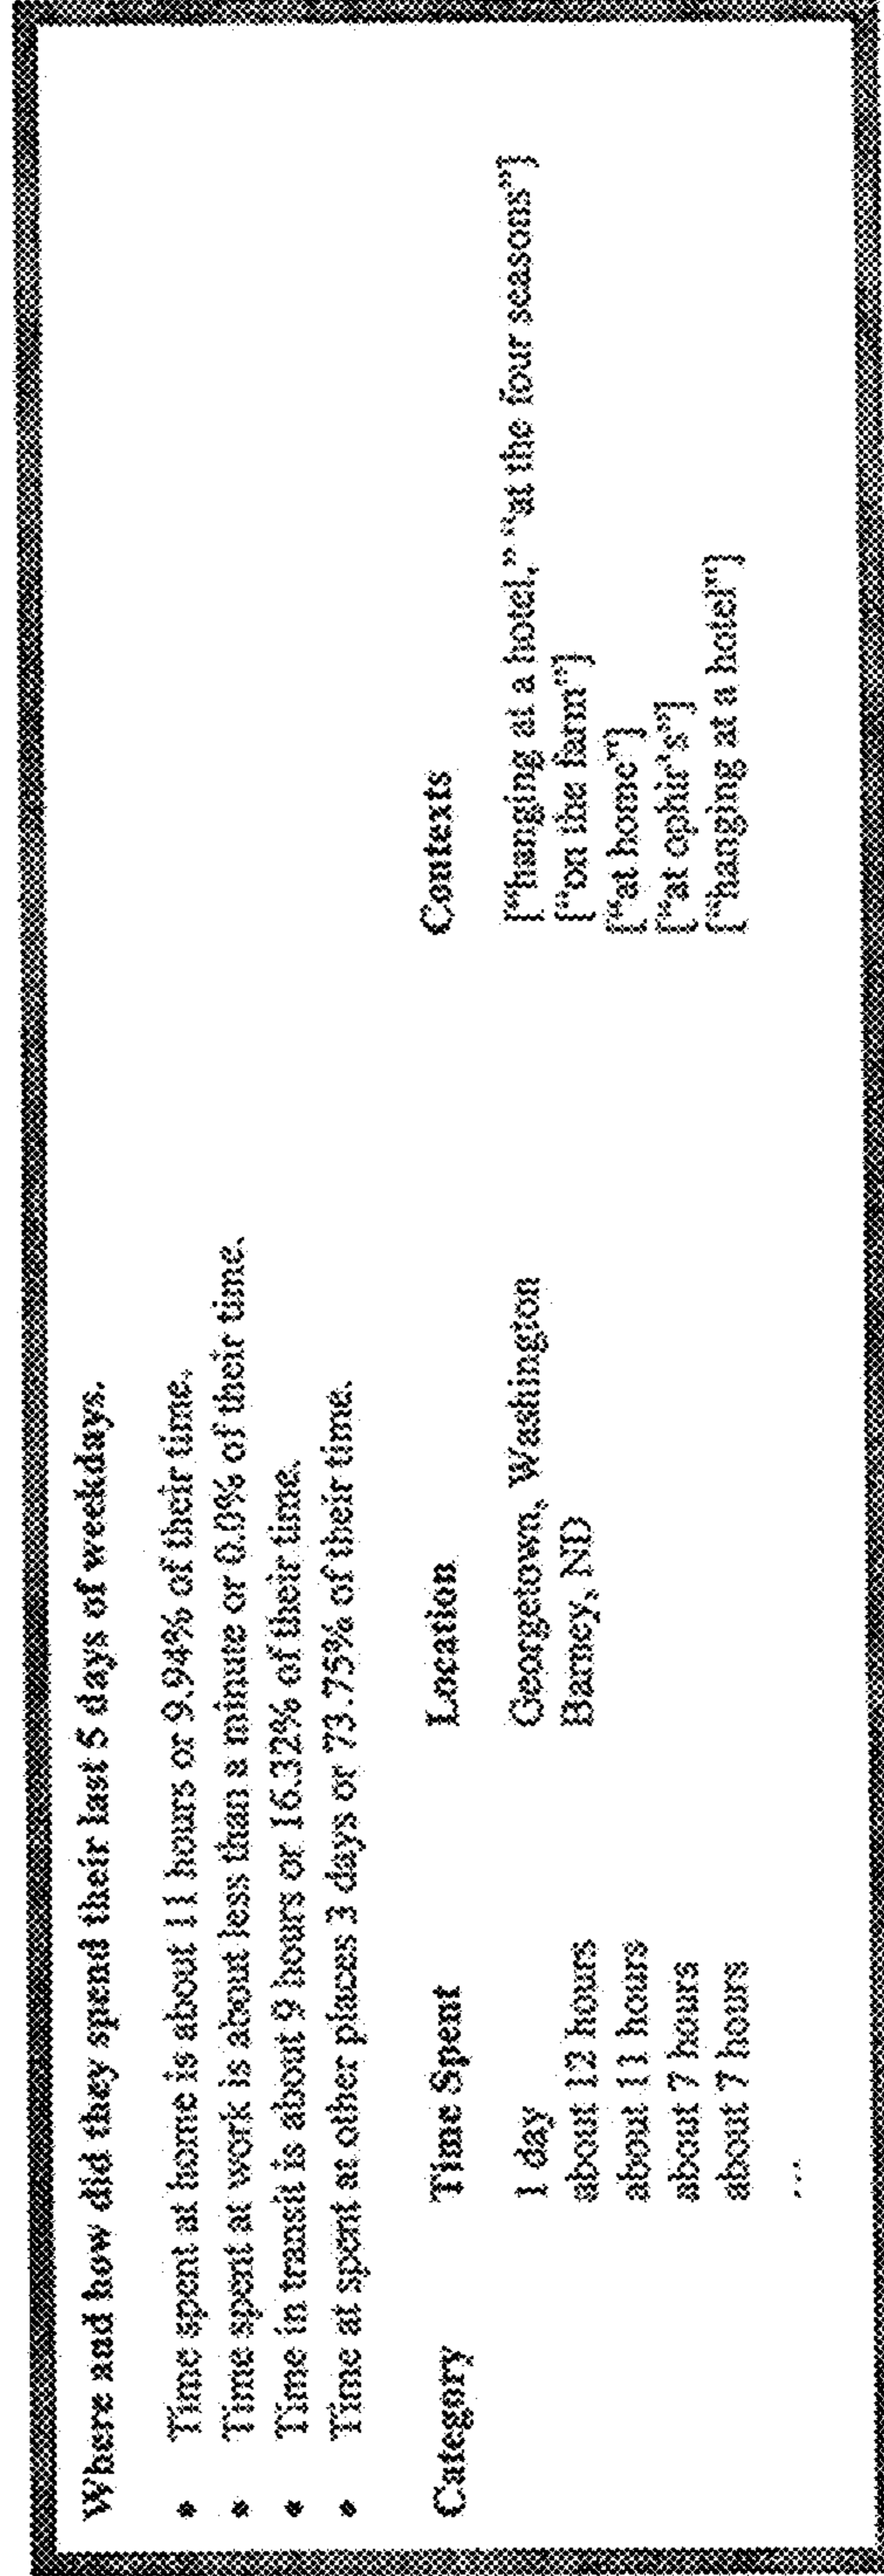 Where and how did they spend their last 5 days of weekdays.
• Time spent at home is about 11 hours or 9.94% of their time.
• Time spent at work is about less than a minute or 0.0% of their time.
• Time in transit is about 9 hours or 16.32% of their time.
• Time at spent at other places 3 days or 73.75% of their time.
Category Time Spent Location Contexts
1 day Georgetown, Washington ["hanging at a hotel," "at the four seasons"]
about 12 hours Barney, ND ["on the farm"]
about 11 hours ["at home"]
about 7 hours ["at ophir's"]
about 7 hours ["hanging at a hotel"]
...